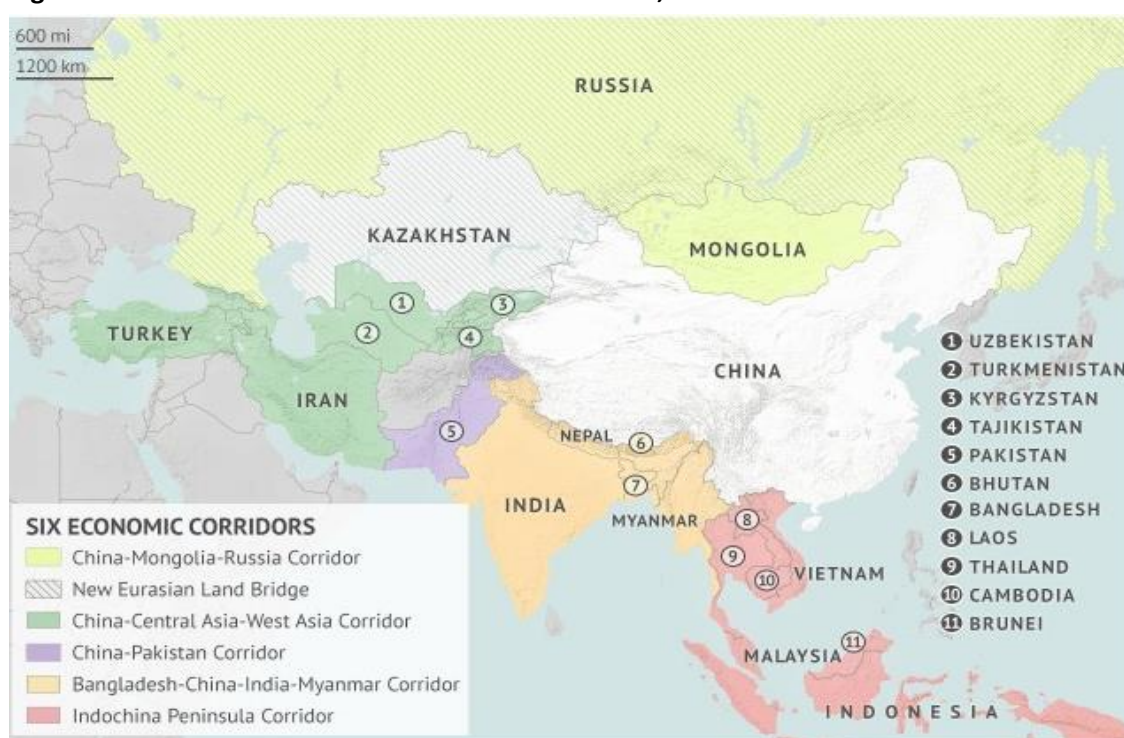 600 mi
1200 km
RUSSIA
KAZAKHSTAN
MONGOLIA
1
3
TURKEY
2
4
CHINA
IRAN
5
NEPAL
6
7
INDIA
MYANMAR
8
9
10
VIETNAM
11
MALAYSIA
INDONESIA
1 UZBEKISTAN
2 TURKMENISTAN
3 KYRGYZSTAN
4 TAJIKISTAN
5 PAKISTAN
6 BHUTAN
7 BANGLADESH
8 LAOS
9 THAILAND
10 CAMBODIA
11 BRUNEI
SIX ECONOMIC CORRIDORS
China-Mongolia-Russia Corridor
New Eurasian Land Bridge
China-Central Asia-West Asia Corridor
China-Pakistan Corridor
Bangladesh-China-India-Myanmar Corridor
Indochina Peninsula Corridor